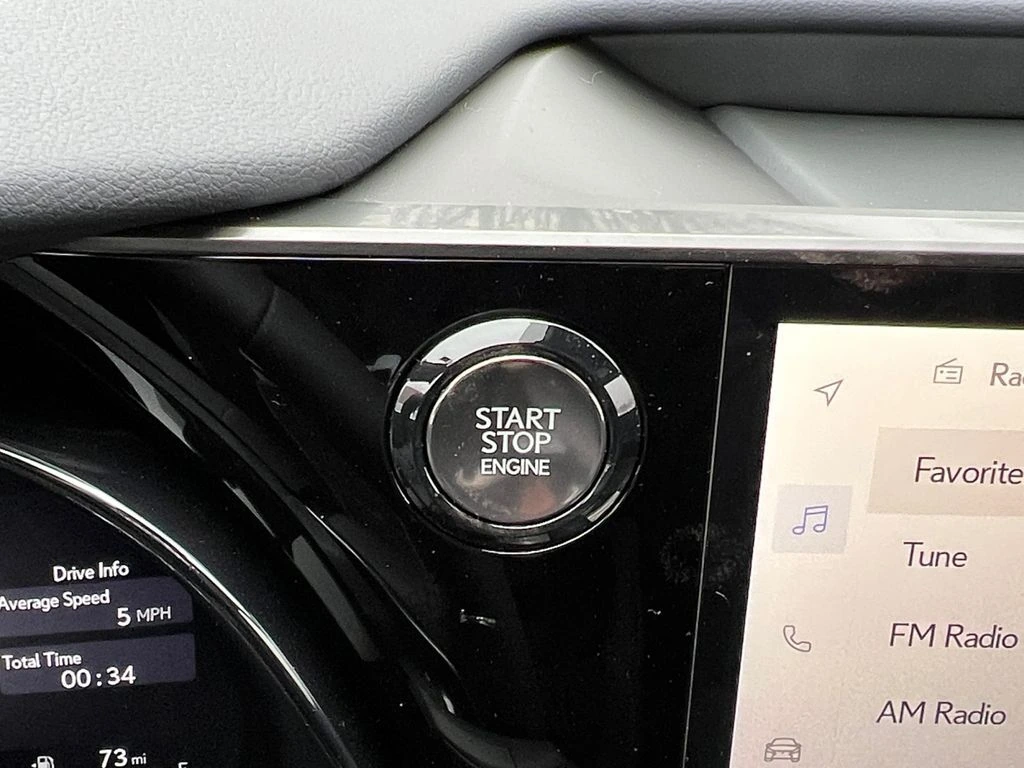 START
STOP
ENGINE
Drive Info
Average Speed
5 MPH
Total Time
00:34
73 mi
Favorite
Tune
FM Radio
AM Radio